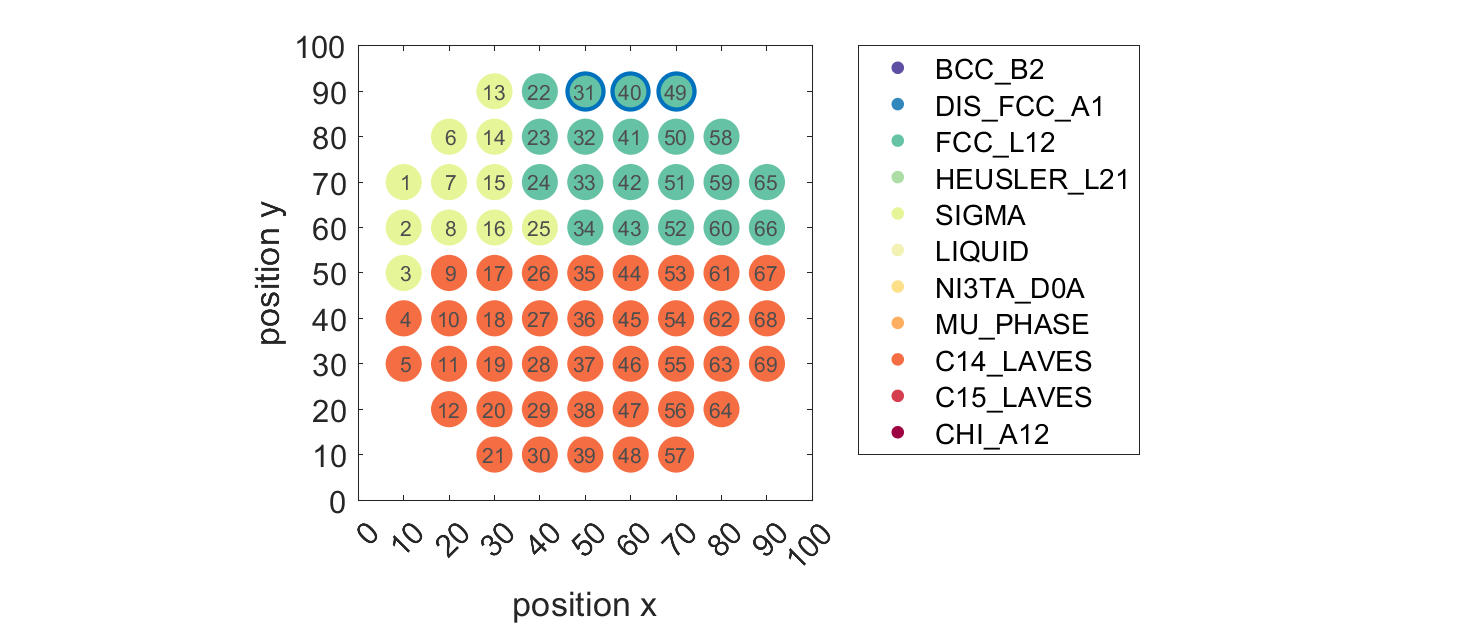 100
90 13 22 31 40 49
80 6 14 23 32 41 50 58
70 1 7 15 24 33 42 51 59 65
60 2 8 16 25 34 43 52 60 66
50 3 9 17 26 35 44 53 61 67
40 4 10 18 27 36 45 54 62 68
30 5 11 19 28 37 46 55 63 69
20 12 20 29 38 47 56 64
10 21 30 39 48 57
0
0 10 20 30 40 50 60 70 80 90 100
position x
position y
BCC_B2
DIS_FCC_A1
FCC_L12
HEUSLER_L21
SIGMA
LIQUID
NI3TA_D0A
MU_PHASE
C14_LAVES
C15_LAVES
CHI_A12